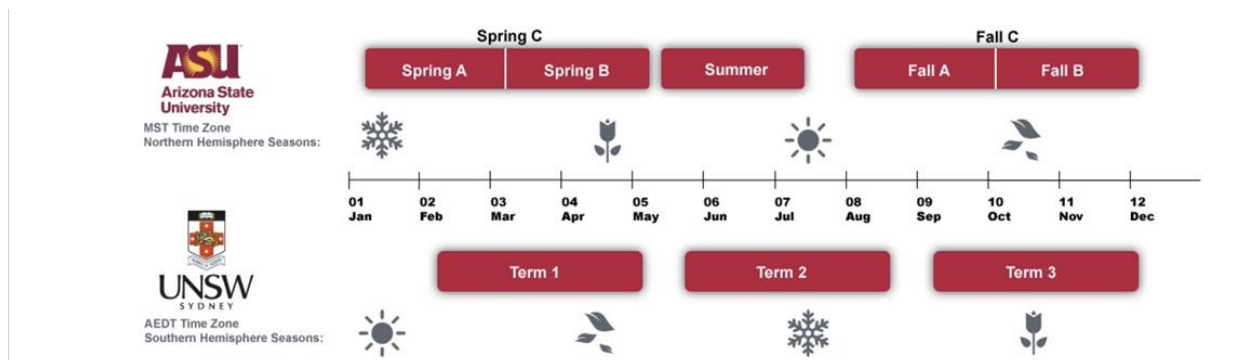 Spring C
Fall C
ASU
Arizona State
University
Spring A
Spring B
Summer
Fall A
Fall B
MST Time Zone
Northern Hemisphere Seasons:
01
Jan
02
Feb
03
Mar
04
Apr
05
May
06
Jun
07
Jul
08
Aug
09
Sep
10
Oct
11
Nov
12
Dec
UNSW
SYDNEY
Term 1
Term 2
Term 3
AEDT Time Zone
Southern Hemisphere Seasons: